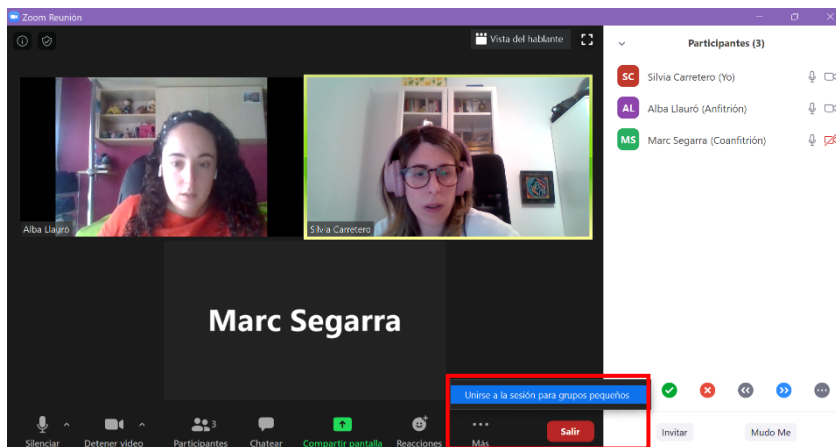 Zoom Reunión
Vista del hablante
Participantes (3)
SC Silvia Carretero (Yo)
AL Alba Llauró (Anfitrión)
MS Marc Segarra (Coanfitrión)
Alba Llauró
Silvia Carretero
Marc Segarra
Unirse a la sesión para grupos pequeños
3
Silenciar Detener video Participantes Chatear Compartir pantalla Reacciones Más Salir
Invitar Mudo Me